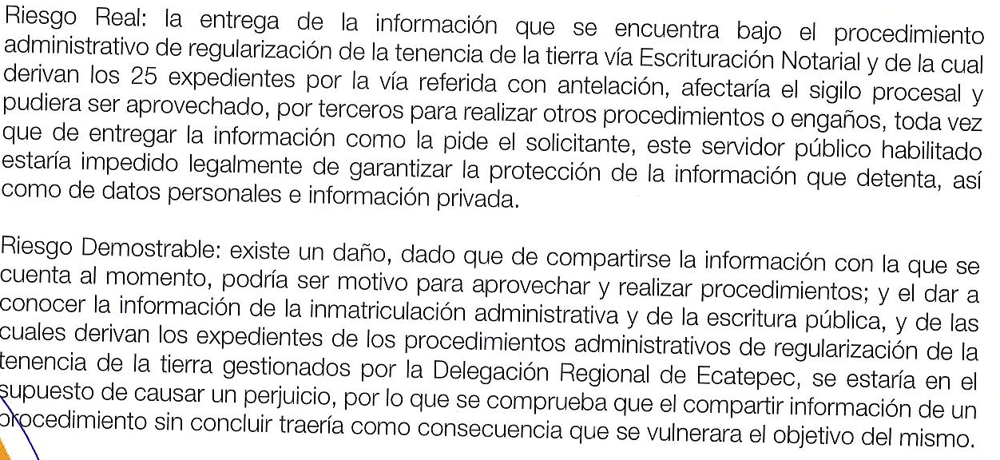 Riesgo Real: la entrega de la información que se encuentra bajo el procedimiento
administrativo de regularización de la tenencia de la tierra vía Escrituración Notarial y de la cual
derivan los 25 expedientes por la vía referida con antelación, afectaría el sigilo procesal y
pudiera ser aprovechado, por terceros para realizar otros procedimientos o engaños, toda vez
que de entregar la información como la pide el solicitante, este servidor público habilitado
estaría impedido legalmente de garantizar la protección de la información que detenta, así
como de datos personales e información privada.
Riesgo Demostrable: existe un daño, dado que de compartirse la información con la que se
cuenta al momento, podría ser motivo para aprovechar y realizar procedimientos; y el dar a
conocer la información de la inmatriculación administrativa y de la escritura pública, y de las
cuales derivan los expedientes de los procedimientos administrativos de regularización de la
tenencia de la tierra gestionados por la Delegación Regional de Ecatepec, se estaría en el
supuesto de causar un perjuicio, por lo que se comprueba que el compartir información de un
procedimiento sin concluir traería como consecuencia que se vulnerara el objetivo del mismo.